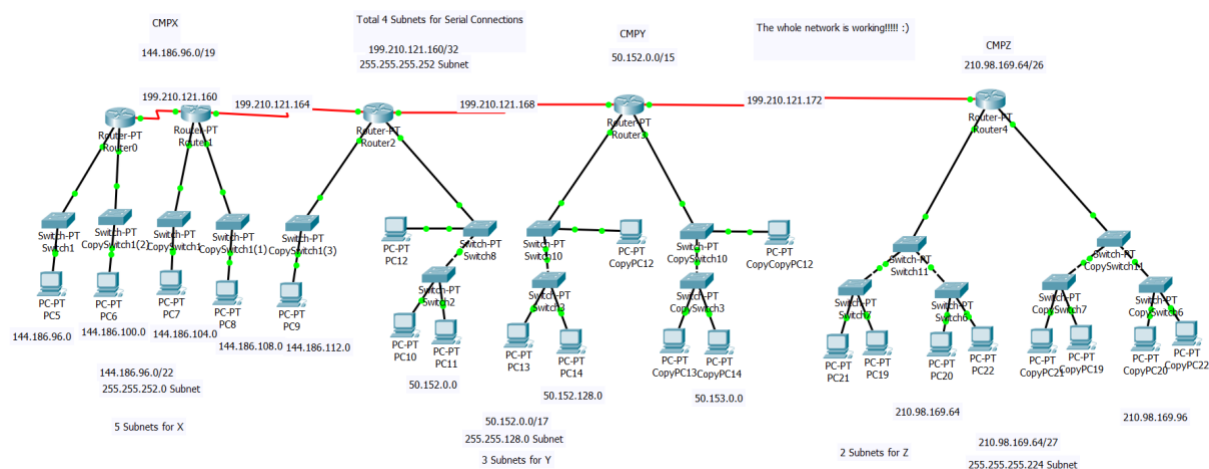 CMPX
144.186.96.0/19
Total 4 Subnets for Serial Connections
199.210.121.160/32
255.255.255.252 Subnet
CMPY
50.152.0.0/15
The whole network is working!!!!! :)
CMPZ
210.98.169.64/26
199.210.121.160
199.210.121.164
199.210.121.168
199.210.121.172
Router-PT
Router0
Router-PT
Router1
Router-PT
Router2
Router-PT
Router3
Router-PT
Router4
Switch-PT
Switch1
Switch-PT
CopySwitch1(2)
Switch-PT
CopySwitch1
Switch-PT
CopySwitch1(1)
Switch-PT
CopySwitch1(3)
PC-PT
PC12
Switch-PT
Switch8
Switch-PT
Switch10
PC-PT
CopyPC12
Switch-PT
CopySwitch10
PC-PT
CopyCopyPC12
Switch-PT
Switch11
Switch-PT
CopySwitch11
PC-PT
PC5
PC-PT
PC6
PC-PT
PC7
PC-PT
PC8
PC-PT
PC9
Switch-PT
Switch2
Switch-PT
Switch3
Switch-PT
CopySwitch3
Switch-PT
Switch7
Switch-PT
Switch6
Switch-PT
CopySwitch7
Switch-PT
CopySwitch6
PC-PT
PC10
PC-PT
PC11
PC-PT
PC13
PC-PT
PC14
PC-PT
CopyPC13
PC-PT
CopyPC14
PC-PT
PC21
PC-PT
PC19
PC-PT
PC20
PC-PT
PC22
PC-PT
CopyPC21
PC-PT
CopyPC19
PC-PT
CopyPC20
PC-PT
CopyPC22
144.186.96.0
144.186.100.0
144.186.104.0
144.186.108.0
144.186.112.0
144.186.96.0/22
255.255.252.0 Subnet
5 Subnets for X
50.152.0.0
50.152.128.0
50.153.0.0
50.152.0.0/17
255.255.128.0 Subnet
3 Subnets for Y
210.98.169.64
210.98.169.96
2 Subnets for Z
210.98.169.64/27
255.255.255.224 Subnet